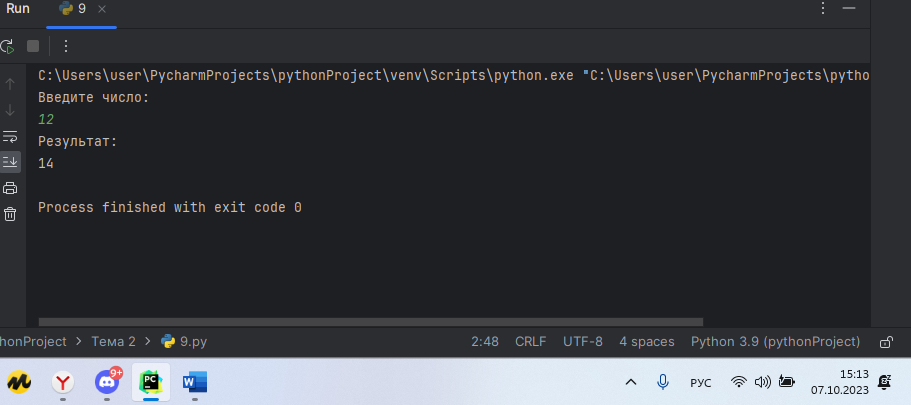 Run
9
C:\Users\user\PycharmProjects\pythonProject\venv\Scripts\python.exe "C:\Users\user\PycharmProjects\pytho
Введите число:
12
Результат:
14
Process finished with exit code 0
honProject > Тема 2 > 9.py 2:48 CRLF UTF-8 4 spaces Python 3.9 (pythonProject)
9+
PC
W
РУС
15:13
07.10.2023